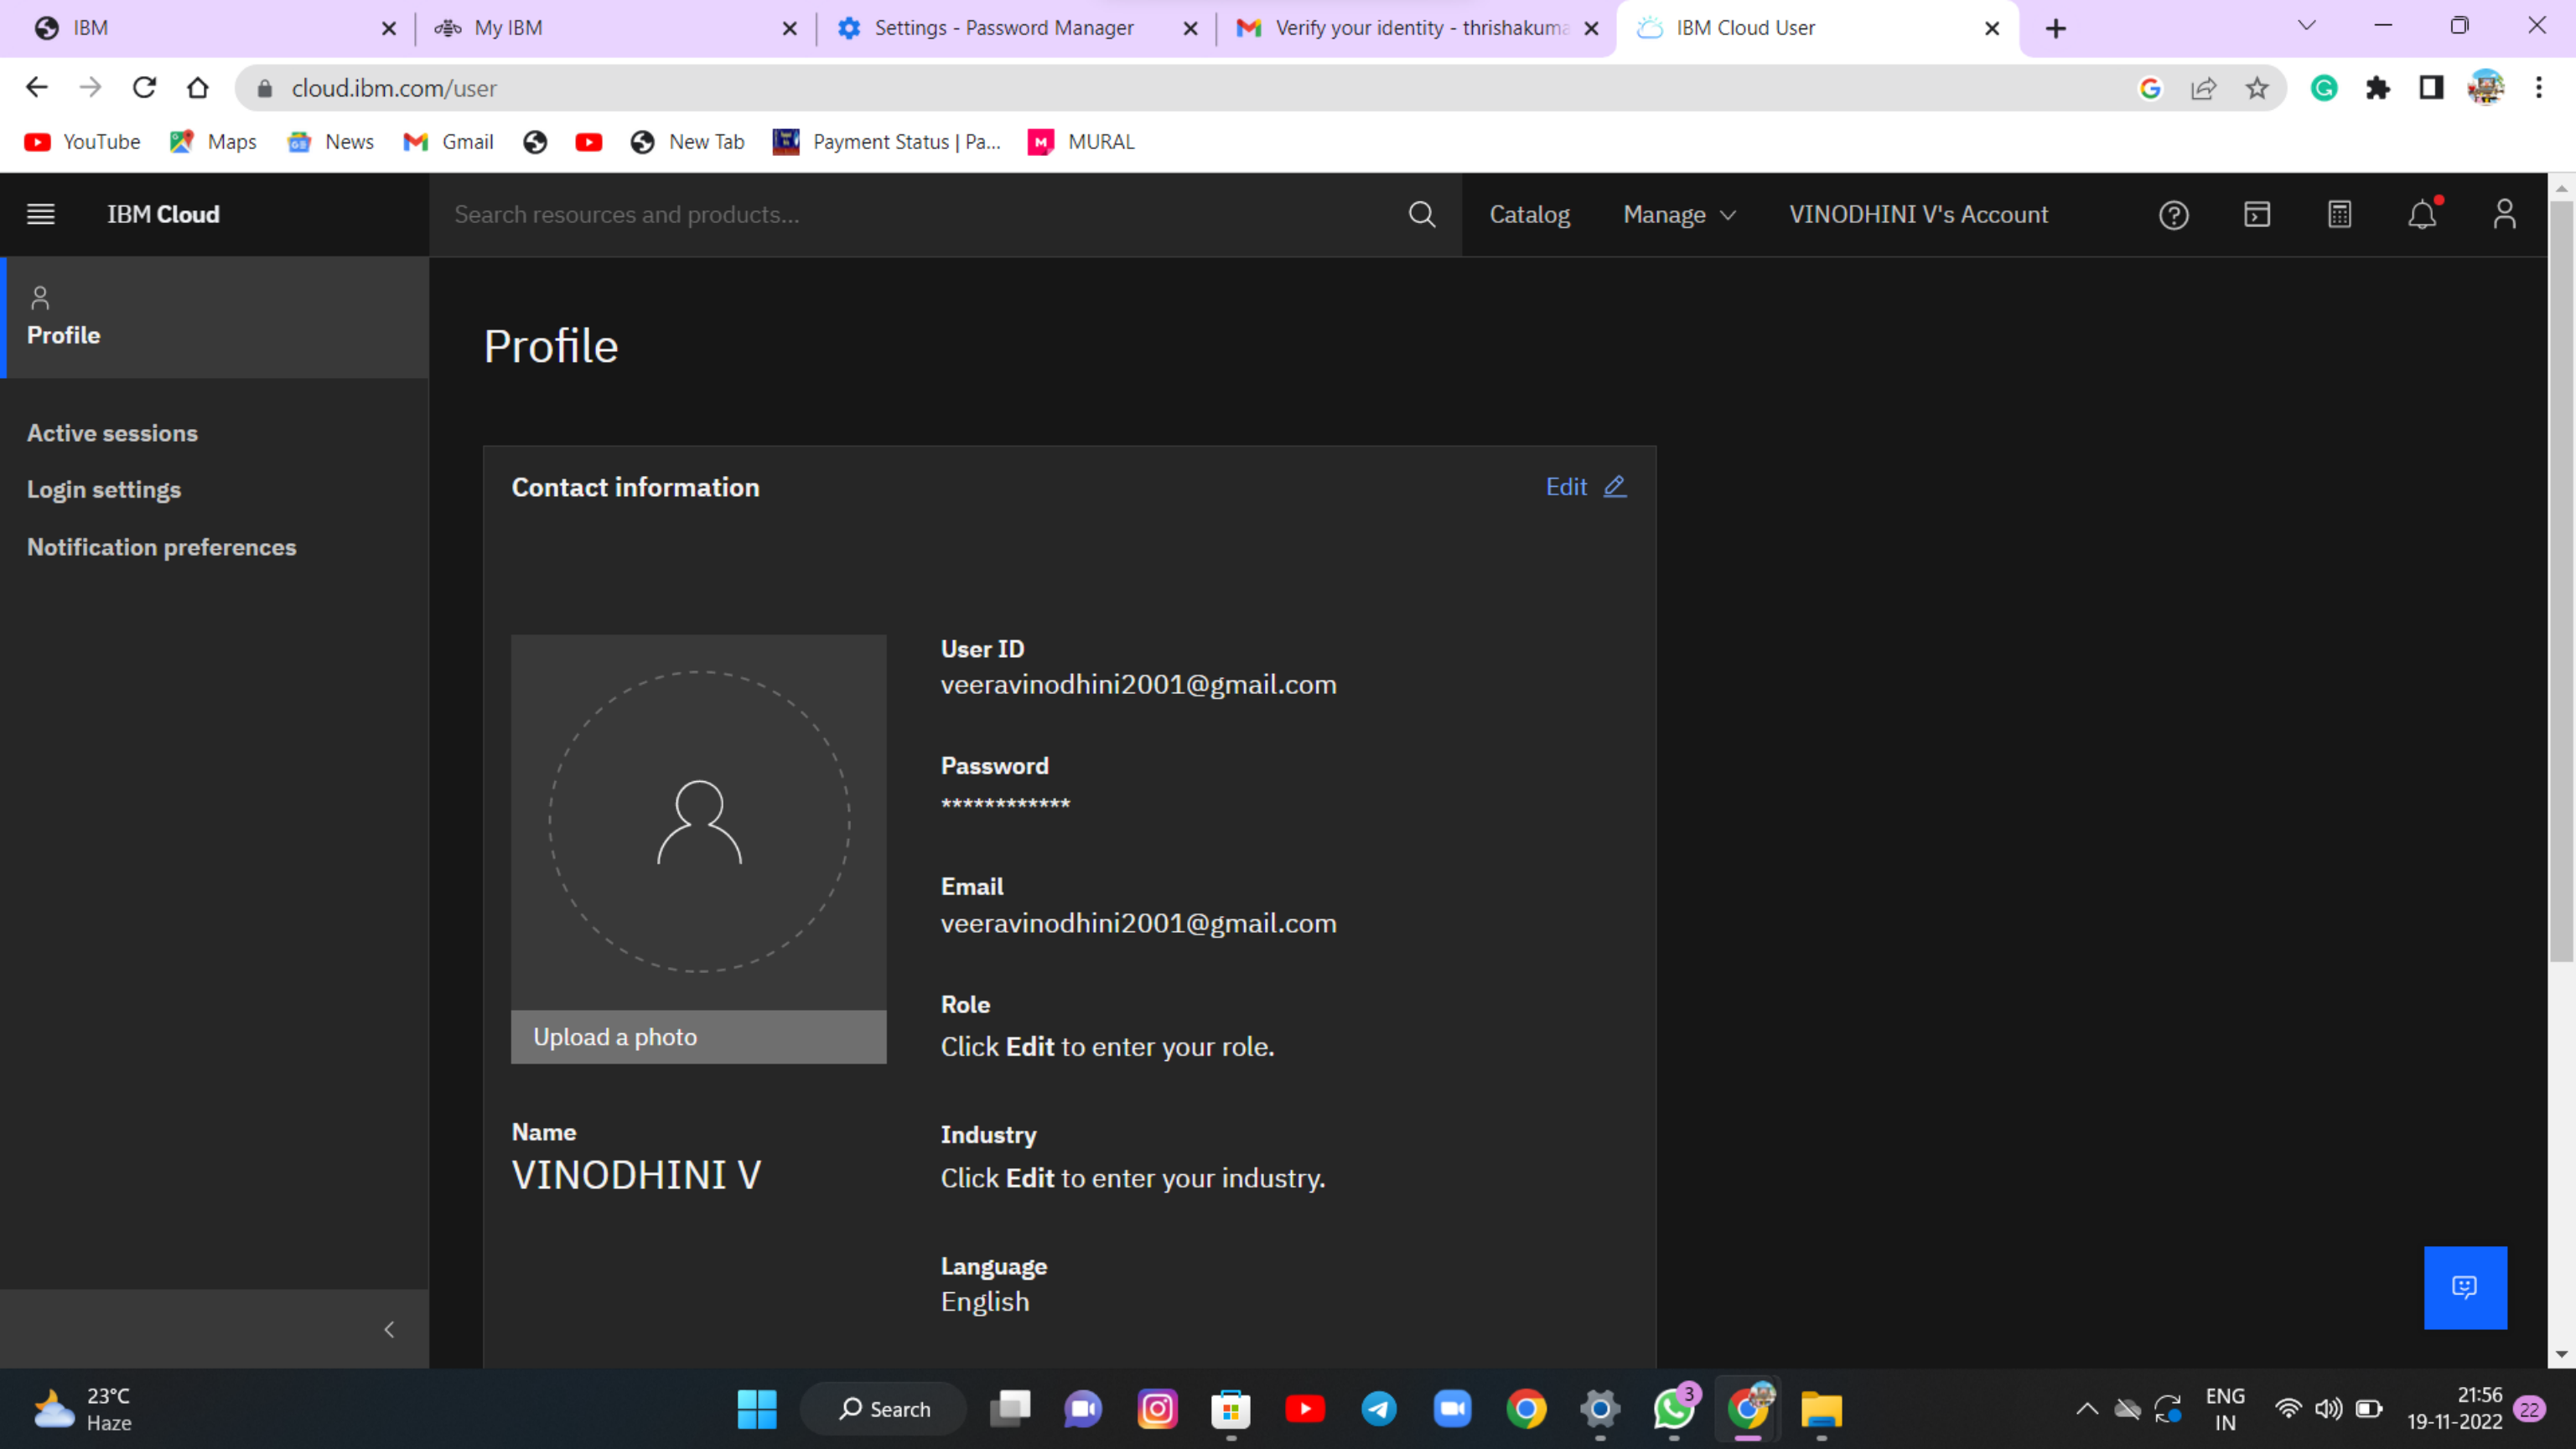 IBM
My IBM
Settings - Password Manager
Verify your identity - thrishakuma
IBM Cloud User
cloud.ibm.com/user
YouTube
Maps
News
Gmail
New Tab
Payment Status | Pa...
MURAL
IBM Cloud
Search resources and products...
Catalog
Manage
VINODHINI V's Account
Profile
Active sessions
Login settings
Notification preferences
Profile
Contact information
Edit
Upload a photo
Name
VINODHINI V
User ID
veeravinodhini2001@gmail.com
Password
************
Email
veeravinodhini2001@gmail.com
Role
Click Edit to enter your role.
Industry
Click Edit to enter your industry.
Language
English
23°C
Haze
Search
3
ENG
IN
21:56
19-11-2022
22